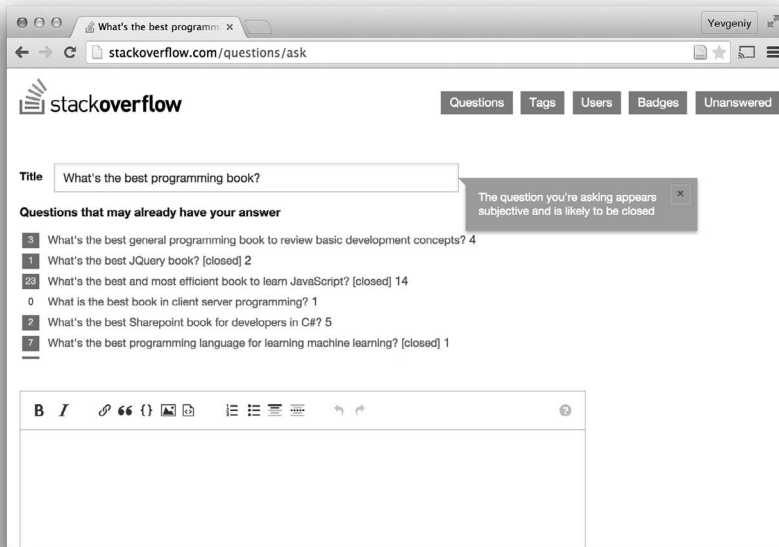 What's the best programm
Yevgeniy
stackoverflow.com/questions/ask
stackoverflow
Questions Tags Users Badges Unanswered
Title What's the best programming book?
The question you're asking appears
subjective and is likely to be closed
Questions that may already have your answer
3 What's the best general programming book to review basic development concepts? 4
1 What's the best JQuery book? [closed] 2
23 What's the best and most efficient book to learn JavaScript? [closed] 14
0 What is the best book in client server programming? 1
2 What's the best Sharepoint book for developers in C#? 5
7 What's the best programming language for learning machine learning? [closed] 1
B I